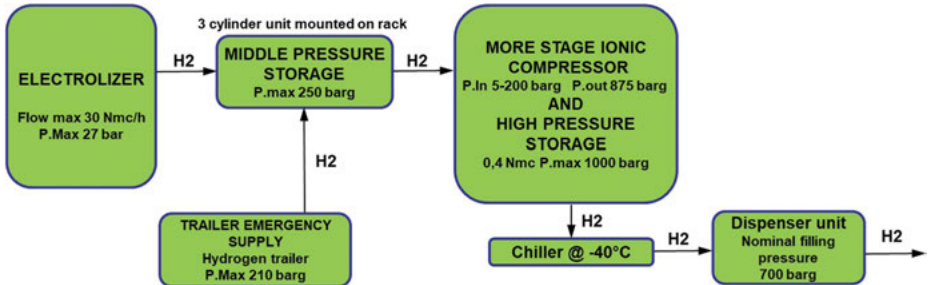 ELECTROLIZER
Flow max 30 Nmc/h
P.Max 27 bar
H2
3 cylinder unit mounted on rack
MIDDLE PRESSURE
STORAGE
P.max 250 barg
H2
MORE STAGE IONIC
COMPRESSOR
P.In 5-200 barg P.out 875 barg
AND
HIGH PRESSURE
STORAGE
0,4 Nmc P.max 1000 barg
H2
TRAILER EMERGENCY
SUPPLY
Hydrogen trailer
P.Max 210 barg
H2
Chiller @ -40°C
H2
Dispenser unit
Nominal filling
pressure
700 barg
H2